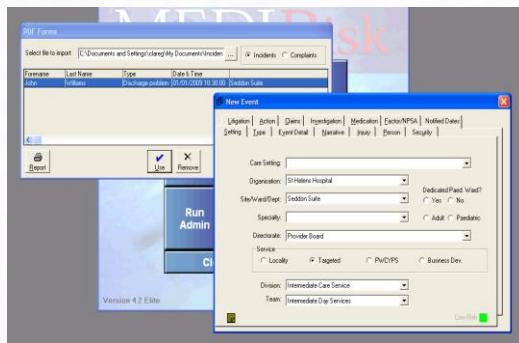 MEDIRisk
PDF Forms
Select file to import C:\Documents and Settings\clareg\My Documents\Inciden ... Incidents Complaints
Forename Last Name Type Date & Time
John Williams Discharge problem 01/01/2009 10:30:00 Seddon Suite
Report Use Remove
New Event
Litigation Action Claims Investigation Medication Factor/NPSA Notified Dates
Setting Type Event Detail Narrative Injury Person Security
Care Setting:
Organisation: St Helens Hospital
Dedicated Paed. Ward?
Site/Ward/Dept: Seddon Suite Yes No
Specialty: Adult Paediatric
Directorate: Provider Board
Service
Locality Targeted PW/CYPS Business Dev.
Division: Intermediate Care Service
Team: Intermediate Day Services
Low-Risk
Run
Admin
Cl
Version 4.2 Elite